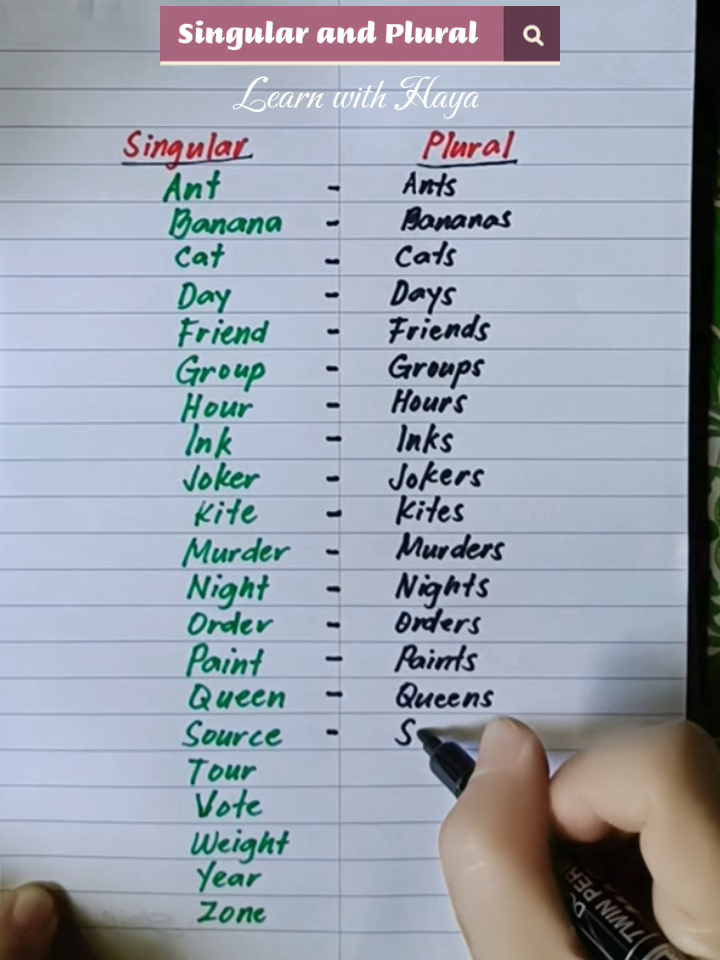 Singular and Plural
Learn with Haya
Singular Plural
Ant - Ants
Banana - Bananas
Cat - Cats
Day - Days
Friend - Friends
Group - Groups
Hour - Hours
Ink - Inks
Joker - Jokers
Kite - Kites
Murder - Murders
Night - Nights
Order - Orders
Paint - Paints
Queen - Queens
Source - S
Tour
Vote
Weight
Year
Zone
TWIN